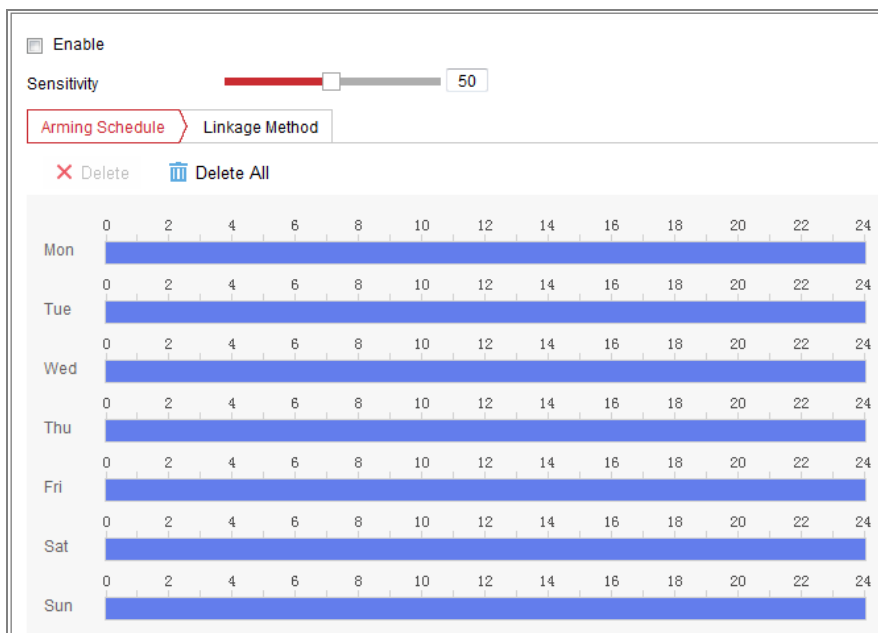 Enable
Sensitivity 50
Arming Schedule Linkage Method
Delete Delete All
0 2 4 6 8 10 12 14 16 18 20 22 24
Mon
0 2 4 6 8 10 12 14 16 18 20 22 24
Tue
0 2 4 6 8 10 12 14 16 18 20 22 24
Wed
0 2 4 6 8 10 12 14 16 18 20 22 24
Thu
0 2 4 6 8 10 12 14 16 18 20 22 24
Fri
0 2 4 6 8 10 12 14 16 18 20 22 24
Sat
0 2 4 6 8 10 12 14 16 18 20 22 24
Sun